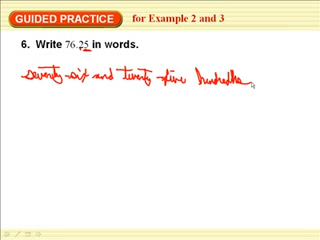 GUIDED PRACTICE for Example 2 and 3
6. Write 76.25 in words.
seventy-six and twenty-five hundredths